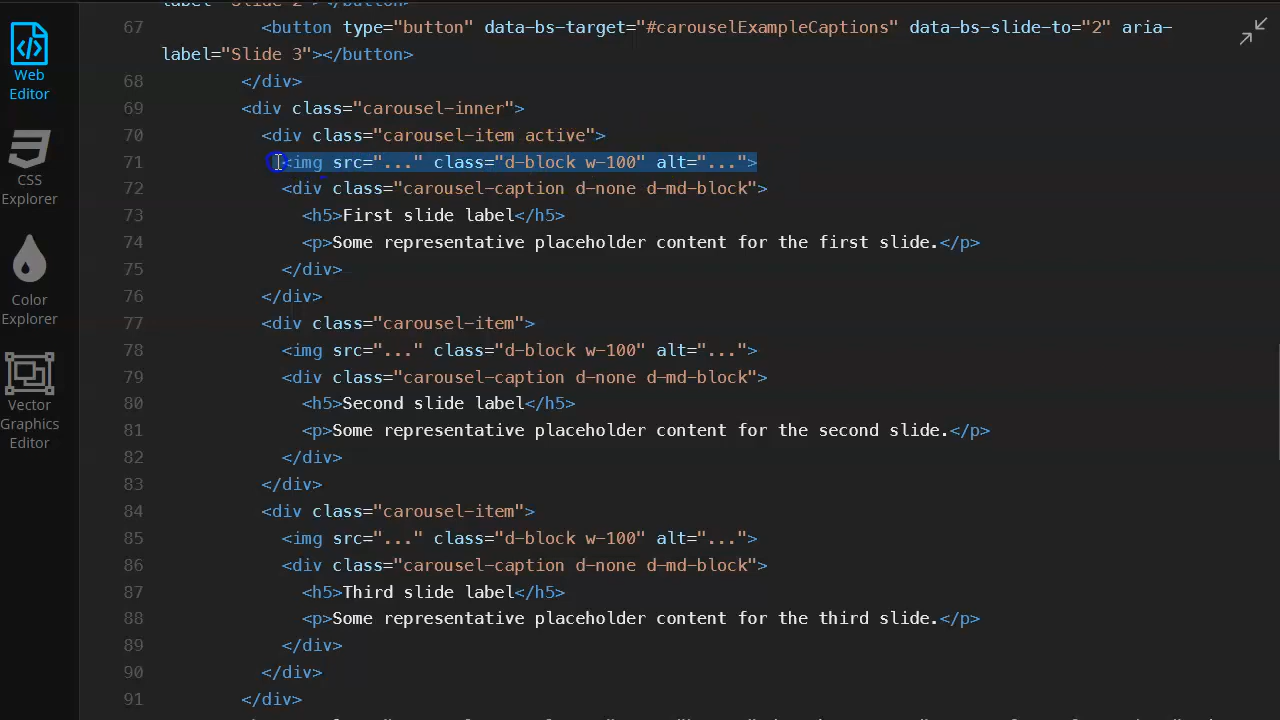 Web
Editor
CSS
Explorer
Color
Explorer
Vector
Graphics
Editor
67 <button type="button" data-bs-target="#carouselExampleCaptions" data-bs-slide-to="2" aria-
label="Slide 3"></button>
68 </div>
69 <div class="carousel-inner">
70 <div class="carousel-item active">
71 <img src="..." class="d-block w-100" alt="...">
72 <div class="carousel-caption d-none d-md-block">
73 <h5>First slide label</h5>
74 <p>Some representative placeholder content for the first slide.</p>
75 </div>
76 </div>
77 <div class="carousel-item">
78 <img src="..." class="d-block w-100" alt="...">
79 <div class="carousel-caption d-none d-md-block">
80 <h5>Second slide label</h5>
81 <p>Some representative placeholder content for the second slide.</p>
82 </div>
83 </div>
84 <div class="carousel-item">
85 <img src="..." class="d-block w-100" alt="...">
86 <div class="carousel-caption d-none d-md-block">
87 <h5>Third slide label</h5>
88 <p>Some representative placeholder content for the third slide.</p>
89 </div>
90 </div>
91 </div>